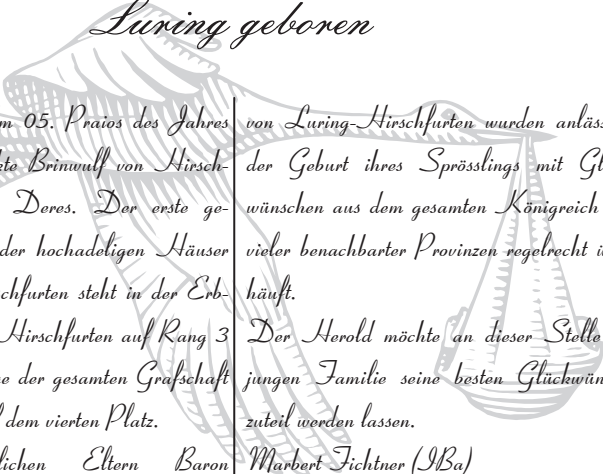 Luring geboren
m 05. Praios des Jahres
kte Brinwulf von Hirsch-
Deres. Der erste ge-
der hochadeligen Häuser
chfurten steht in der Erb-
Hirschfurten auf Rang 3
e der gesamten Grafschaft
dem vierten Platz.
lichen Eltern Baron
von Luring-Hirschfurten wurden anläss
der Geburt ihres Sprösslings mit Gl
wünschen aus dem gesamten Königreich
vieler benachbarter Provinzen regelrecht ü
häuft.
Der Herold möchte an dieser Stelle
jungen Familie seine besten Glückwün
zuteil werden lassen.
Marbert Fichtner (IBa)